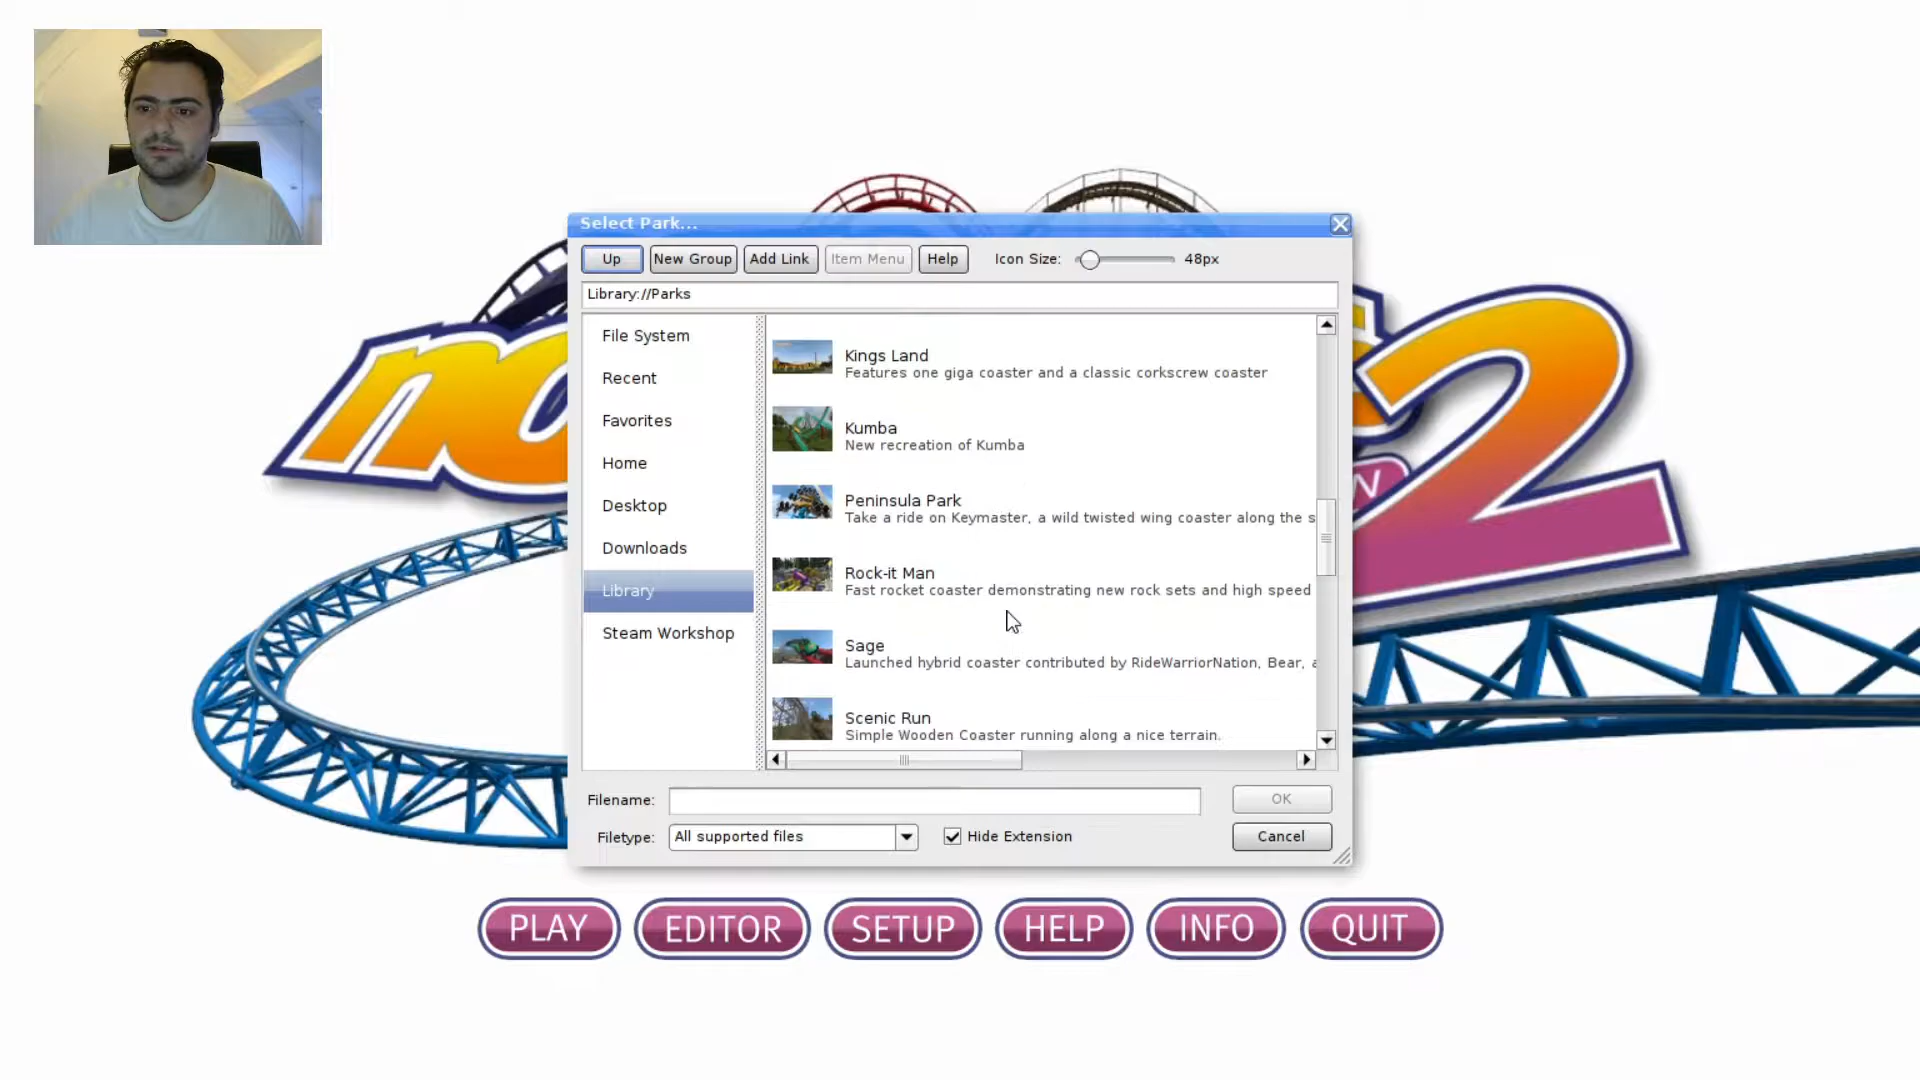 Select Park...
Up New Group Add Link Item Menu Help Icon Size: 48px
Library://Parks
File System
Recent
Favorites
Home
Desktop
Downloads
Library
Steam Workshop
Kings Land
Features one giga coaster and a classic corkscrew coaster
Kumba
New recreation of Kumba
Peninsula Park
Take a ride on Keymaster, a wild twisted wing coaster along the s
Rock-it Man
Fast rocket coaster demonstrating new rock sets and high speed
Sage
Launched hybrid coaster contributed by RideWarriorNation, Bear, a
Scenic Run
Simple Wooden Coaster running along a nice terrain.
Filename: OK
Filetype: All supported files Hide Extension Cancel
no 2
PLAY EDITOR SETUP HELP INFO QUIT